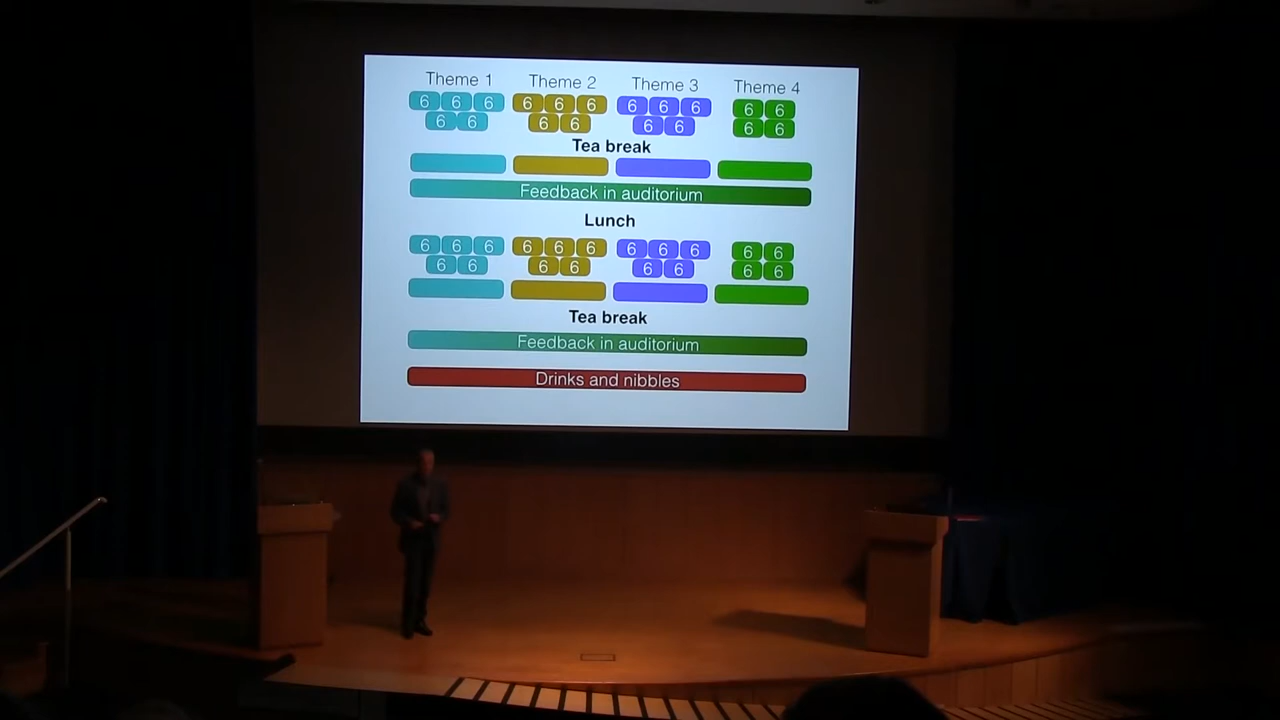 Theme 1 Theme 2 Theme 3 Theme 4
6 6 6 6 6 6 6 6 6 6 6
6 6 6 6 6 6 6 6
Tea break
Feedback in auditorium
Lunch
6 6 6 6 6 6 6 6 6 6 6
6 6 6 6 6 6 6 6
Tea break
Feedback in auditorium
Drinks and nibbles